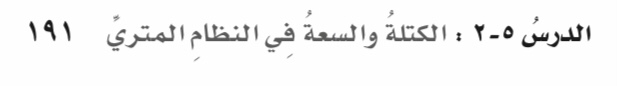 الدرسُ ٥-٢ : الكتلةُ والسعةُ فِي النظامِ المتريِّ ١٩١